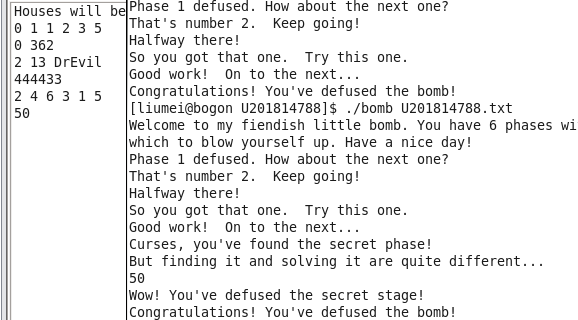 Houses will be
0 1 1 2 3 5
0 362
2 13 DrEvil
444433
2 4 6 3 1 5
50
Phase 1 defused. How about the next one?
That's number 2.  Keep going!
Halfway there!
So you got that one.  Try this one.
Good work!  On to the next...
Congratulations! You've defused the bomb!
[liumei@bogon U201814788]$ ./bomb U201814788.txt
Welcome to my fiendish little bomb. You have 6 phases wi
which to blow yourself up. Have a nice day!
Phase 1 defused. How about the next one?
That's number 2.  Keep going!
Halfway there!
So you got that one.  Try this one.
Good work!  On to the next...
Curses, you've found the secret phase!
But finding it and solving it are quite different...
50
Wow! You've defused the secret stage!
Congratulations! You've defused the bomb!